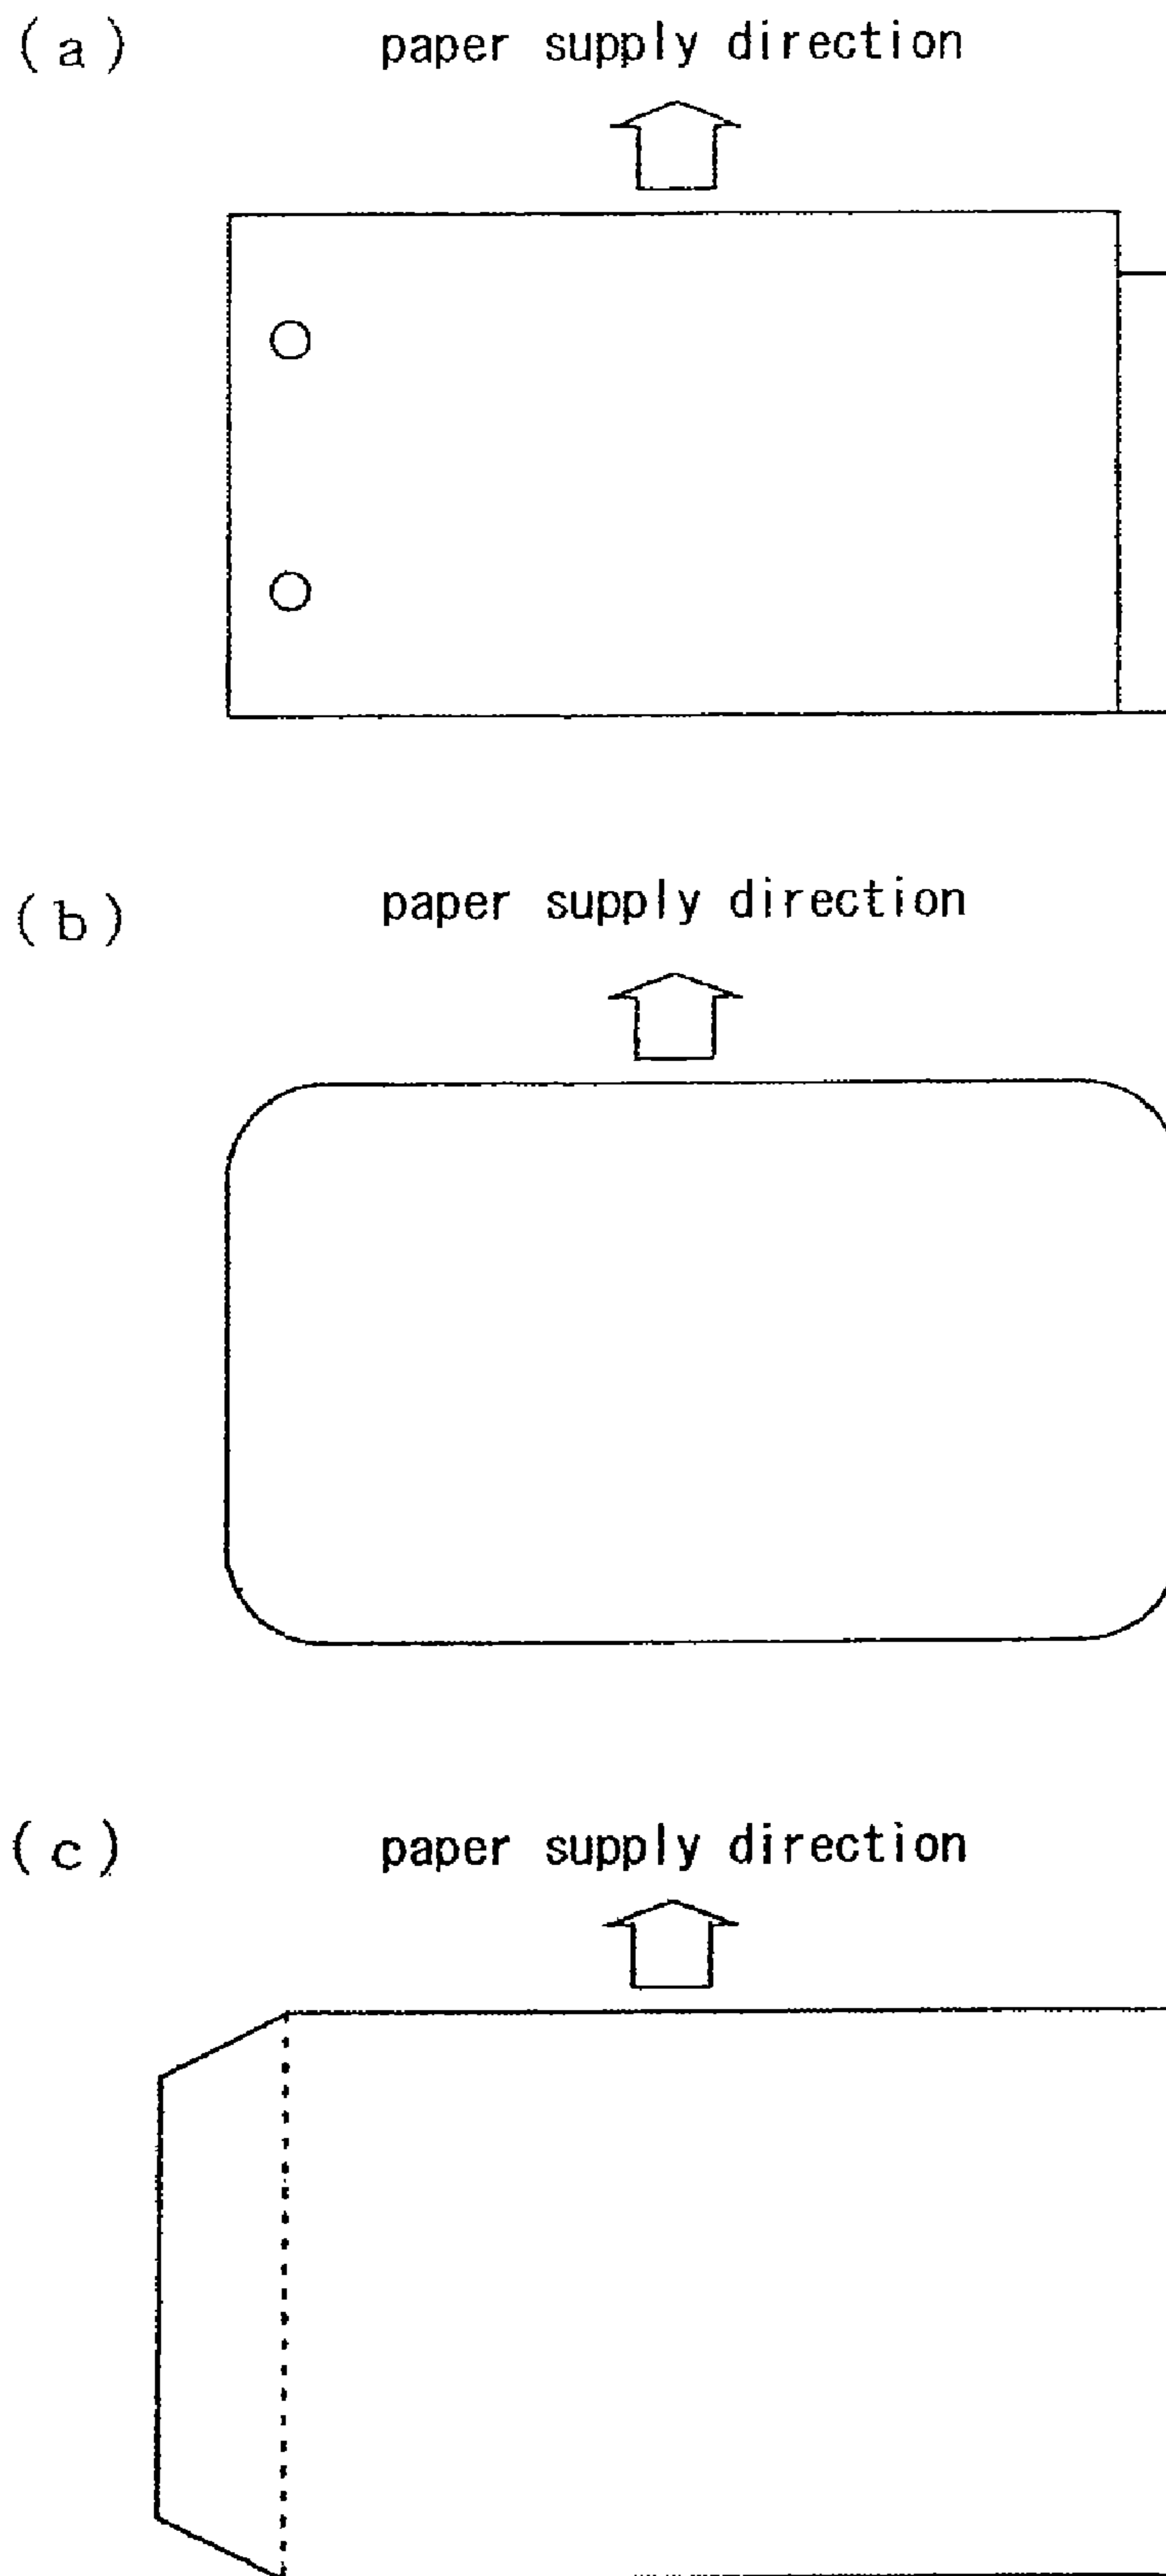 (a)
paper supply direction
(b)
paper supply direction
(c)
paper supply direction